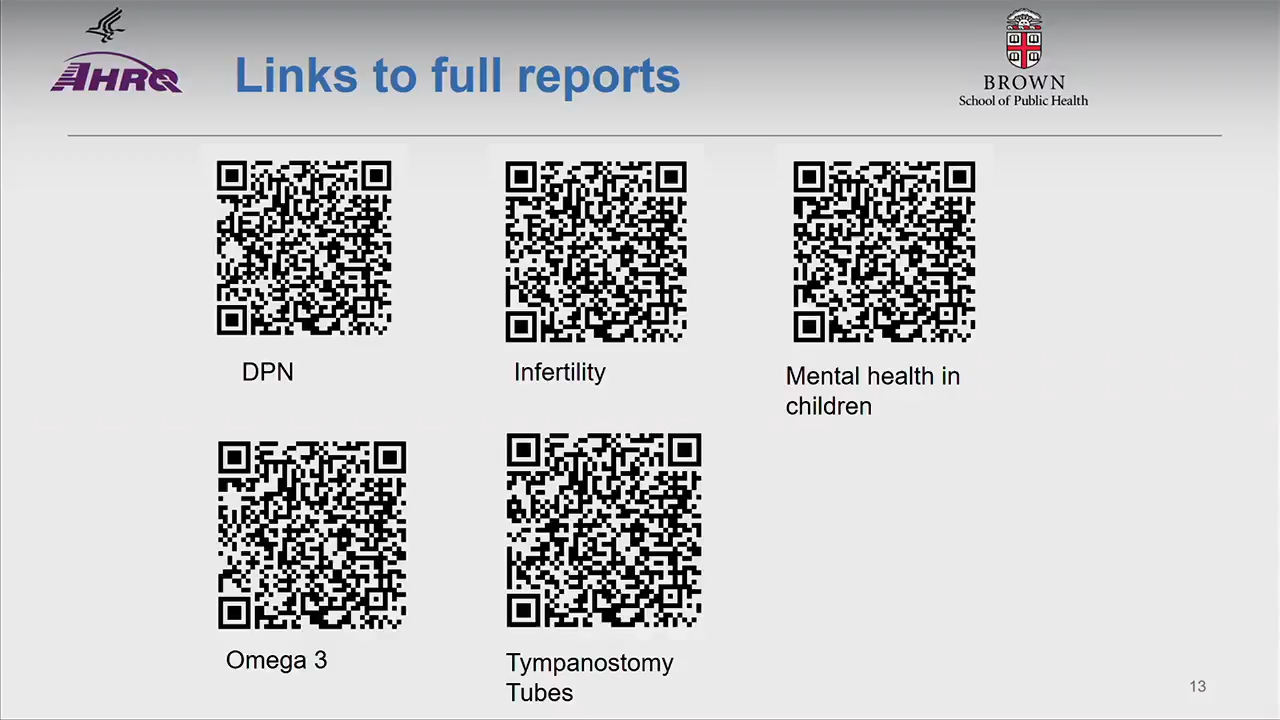 AHRQ
Links to full reports
BROWN
School of Public Health
DPN
Infertility
Mental health in
children
Omega 3
Tympanostomy
Tubes
13